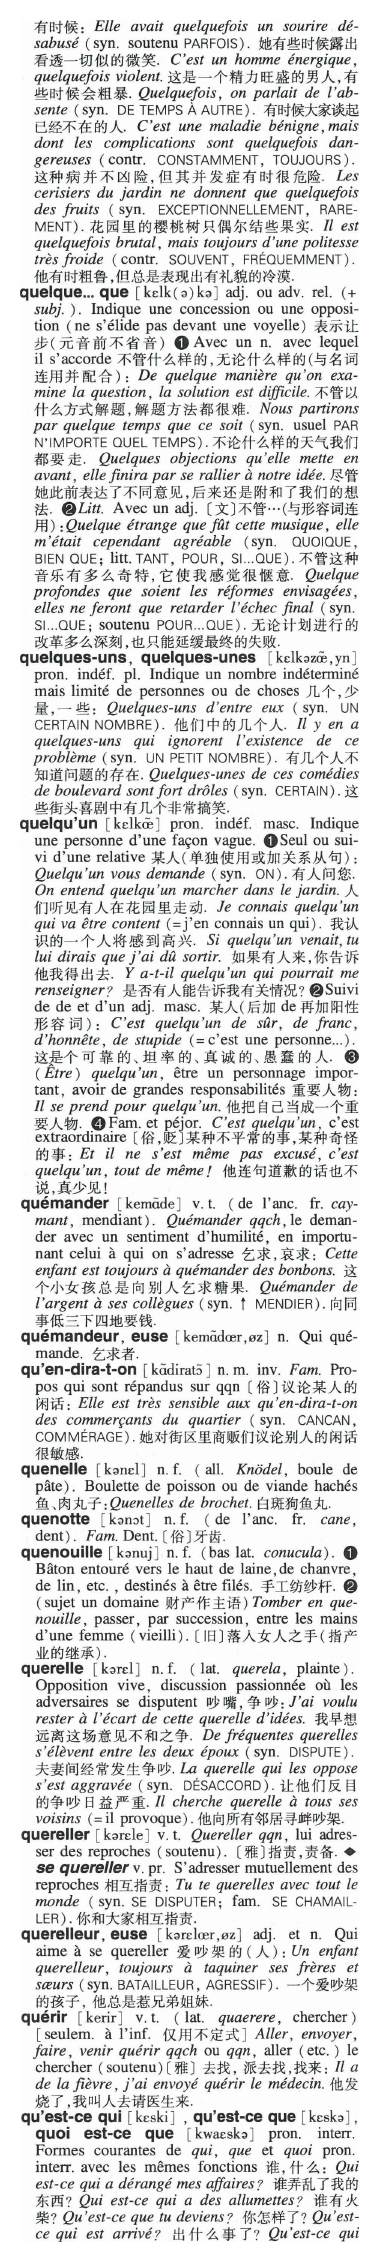 有时候: Elle avait quelquefois un sourire dé-
sabusé (syn. soutenu PARFOIS). 她有些时候露出
看透一切似的微笑. C'est un homme énergique,
quelquefois violent. 这是一个精力旺盛的男人,有
些时候会粗暴. Quelquefois, on parlait de l'ab-
sente (syn. DE TEMPS À AUTRE). 有时候大家谈起
已经不在的人. C'est une maladie bénigne, mais
dont les complications sont quelquefois dan-
gereuses (contr. CONSTAMMENT, TOUJOURS).
这种病并不凶险,但其并发症有时很危险. Les
cerisiers du jardin ne donnent que quelquefois
des fruits (syn. EXCEPTIONNELLEMENT, RARE-
MENT). 花园里的樱桃树只偶尔结些果实. Il est
quelquefois brutal, mais toujours d'une politesse
très froide (contr. SOUVENT, FRÉQUEMMENT).
他有时粗鲁,但总是表现出有礼貌的冷漠.
quelque... que [kɛlk(ə)kə] adj. ou adv. rel. (+
subj.). Indique une concession ou une opposi-
tion (ne s'élide pas devant une voyelle) 表示让
步(元音前不省音) ❶ Avec un n. avec lequel
il s'accorde 不管什么样的,无论什么样的(与名词
连用并配合): De quelque manière qu'on exa-
mine la question, la solution est difficile. 不管以
什么方式解题,解题方法都很难. Nous partirons
par quelque temps que ce soit (syn. usuel PAR
N'IMPORTE QUEL TEMPS). 不论什么样的天气我们
都要走. Quelques objections qu'elle mette en
avant, elle finira par se rallier à notre idée. 尽管
她此前表达了不同意见,后来还是附和了我们的想
法. ❷ Litt. Avec un adj. 〔文〕不管…(与形容词连
用): Quelque étrange que fût cette musique, elle
m'était cependant agréable (syn. QUOIQUE,
BIEN QUE; litt. TANT, POUR, SI...QUE). 不管这种
音乐有多么奇特,它使我感觉很惬意. Quelque
profondes que soient les réformes envisagées,
elles ne feront que retarder l'échec final (syn.
SI...QUE; soutenu POUR...QUE). 无论计划进行的
改革多么深刻,也只能延缓最终的失败.
quelques-uns, quelques-unes [kɛlkəzœ̃,yn]
pron. indéf. pl. Indique un nombre indéterminé
mais limité de personnes ou de choses 几个,少
量,一些: Quelques-uns d'entre eux (syn. UN
CERTAIN NOMBRE). 他们中的几个人. Il y en a
quelques-uns qui ignorent l'existence de ce
problème (syn. UN PETIT NOMBRE). 有几个人不
知道问题的存在. Quelques-unes de ces comédies
de boulevard sont fort drôles (syn. CERTAIN). 这
些街头喜剧中有几个非常搞笑.
quelqu'un [kɛlkœ̃] pron. indéf. masc. Indique
une personne d'une façon vague. ❶ Seul ou sui-
vi d'une relative 某人(单独使用或加关系从句):
Quelqu'un vous demande (syn. ON). 有人问您.
On entend quelqu'un marcher dans le jardin. 人
们听见有人在花园里走动. Je connais quelqu'un
qui va être content (=j'en connais un qui). 我认
识的一个人将感到高兴. Si quelqu'un venait, tu
lui dirais que j'ai dû sortir. 如果有人来,你告诉
他我得出去. Y a-t-il quelqu'un qui pourrait me
renseigner? 是否有人能告诉我有关情况? ❷ Suivi
de de et d'un adj. masc. 某人(后加 de 再加阳性
形容词): C'est quelqu'un de sûr, de franc,
d'honnête, de stupide (=c'est une personne...).
这是个可靠的、坦率的、真诚的、愚蠢的人. ❸
(Être) quelqu'un, être un personnage impor-
tant, avoir de grandes responsabilités 重要人物:
Il se prend pour quelqu'un. 他把自己当成一个重
要人物. ❹ Fam. et péjor. C'est quelqu'un, c'est
extraordinaire [俗,贬]某种不平常的事,某种奇怪
的事: Et il ne s'est même pas excusé, c'est
quelqu'un, tout de même! 他连句道歉的话也不
说,真少见!
quémander [kemɑ̃de] v. t. (de l'anc. fr. cay-
mant, mendiant). Quémander qqch, le deman-
der avec un sentiment d'humilité, en importu-
nant celui à qui on s'adresse 乞求,哀求: Cette
enfant est toujours à quémander des bonbons. 这
个小女孩总是向别人乞求糖果. Quémander de
l'argent à ses collègues (syn. ↑ MENDIER). 向同
事低三下四地要钱.
quémandeur, euse [kemɑ̃dœr,øz] n. Qui qué-
mande. 乞求者.
qu'en-dira-t-on [kɑ̃diratɔ̃] n. m. inv. Fam. Pro-
pos qui sont répandus sur qqn [俗]议论某人的
闲话: Elle est très sensible aux qu'en-dira-t-on
des commerçants du quartier (syn. CANCAN,
COMMÉRAGE). 她对街区里商贩们议论别人的闲话
很敏感.
quenelle [kənɛl] n. f. (all. Knödel, boule de
pâte). Boulette de poisson ou de viande hachés
鱼、肉丸子: Quenelles de brochet. 白斑狗鱼丸.
quenotte [kənɔt] n. f. (de l'anc. fr. cane,
dent). Fam. Dent. [俗]牙齿.
quenouille [kənuj] n. f. (bas lat. conucula). ❶
Bâton entouré vers le haut de laine, de chanvre,
de lin, etc., destinés à être filés. 手工纺纱杆. ❷
(sujet un domaine 财产作主语) Tomber en que-
nouille, passer, par succession, entre les mains
d'une femme (vieilli). 〔旧〕落入女人之手(指产
业的继承).
querelle [kərɛl] n. f. (lat. querela, plainte).
Opposition vive, discussion passionnée où les
adversaires se disputent 吵嘴,争吵: J'ai voulu
rester à l'écart de cette querelle d'idées. 我早想
远离这场意见不和之争. De fréquentes querelles
s'élèvent entre les deux époux (syn. DISPUTE).
夫妻间经常发生争吵. La querelle qui les oppose
s'est aggravée (syn. DÉSACCORD). 让他们反目
的争吵日益严重. Il cherche querelle à tous ses
voisins (=il provoque). 他向所有邻居寻衅吵架.
quereller [kərɛle] v. t. Quereller qqn, lui adres-
ser des reproches (soutenu). [雅]指责,责备. ◆
se quereller v. pr. S'adresser mutuellement des
reproches 相互指责: Tu te querelles avec tout le
monde (syn. SE DISPUTER; fam. SE CHAMAIL-
LER). 你和大家相互指责.
querelleur, euse [kərɛlœr,øz] adj. et n. Qui
aime à se quereller 爱吵架的(人): Un enfant
querelleur, toujours à taquiner ses frères et
sœurs (syn. BATAILLEUR, AGRESSIF). 一个爱吵架
的孩子, 他总是惹兄弟姐妹.
quérir [kerir] v. t. (lat. quaerere, chercher)
[seulem. à l'inf. 仅用不定式] Aller, envoyer,
faire, venir quérir qqch ou qqn, aller (etc.) le
chercher (soutenu)[雅] 去找, 派去找,找来: Il a
de la fièvre, j'ai envoyé quérir le médecin. 他发
烧了,我叫人去请医生来.
qu'est-ce qui [kɛski], qu'est-ce que [kɛskə],
quoi est-ce que [kwaɛskə] pron. interr.
Formes courantes de qui, que et quoi pron.
interr. avec les mêmes fonctions 谁,什么: Qui
est-ce qui a dérangé mes affaires? 谁弄乱了我的
东西? Qui est-ce qui a des allumettes? 谁有火
柴? Qu'est-ce que tu deviens? 你怎样了? Qu'est-
ce qui est arrivé? 出什么事了? Qu'est-ce qui